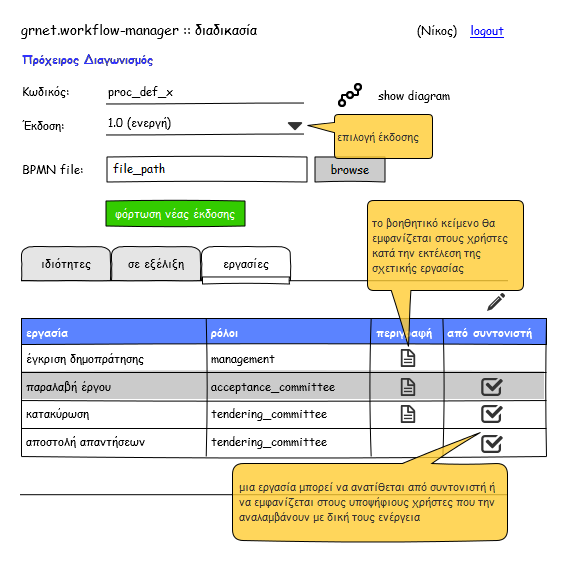 grnet.workflow-manager :: διαδικασία
(Νίκος) logout
Πρόχειρος Διαγωνισμός
Κωδικός: proc_def_x
show diagram
Έκδοση: 1.0 (ενεργή)
επιλογή έκδοσης
BPMN file: file_path browse
φόρτωση νέας έκδοσης
το βοηθητικό κείμενο θα
εμφανίζεται στους χρήστες
κατά την εκτέλεση της
σχετικής εργασίας
ιδιότητες σε εξέλιξη εργασίες
εργασία ρόλοι περιγραφή από συντονιστή
έγκριση δημοπράτησης management
παραλαβή έργου acceptance_committee
κατακύρωση tendering_committee
αποστολή απαντήσεων tendering_committee
μια εργασία μπορεί να ανατίθεται από συντονιστή ή
να εμφανίζεται στους υποψήφιους χρήστες που την
αναλαμβάνουν με δική τους ενέργεια